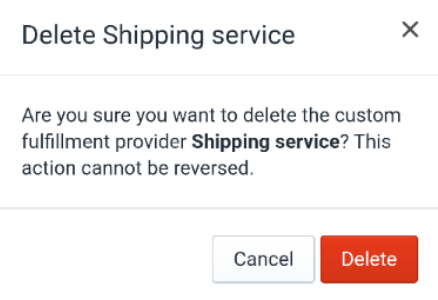 Delete Shipping service
Are you sure you want to delete the custom
fulfillment provider Shipping service? This
action cannot be reversed.
Cancel Delete